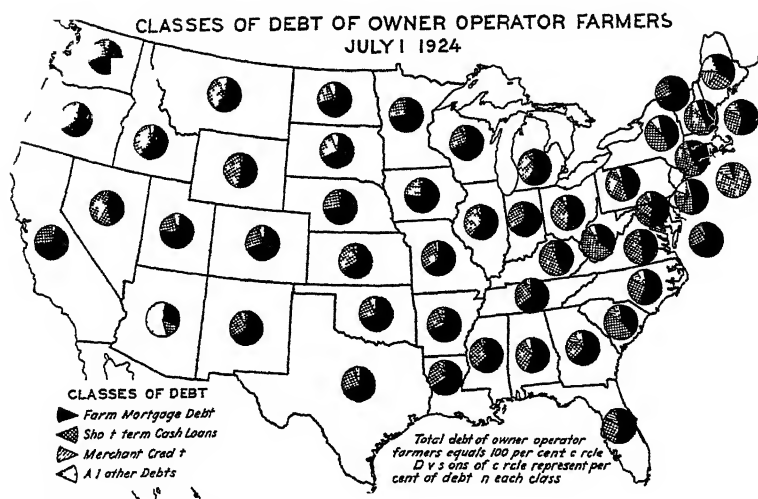 CLASSES OF DEBT OF OWNER OPERATOR FARMERS
JULY 1 1924
CLASSES OF DEBT
Farm Mortgage Debt
Sho t term Cash Loans
Merchant Cred t
A l other Debts
Total debt of owner operator
farmers equals 100 per cent c rcle
D v s ons of c rcle represent per
cent of debt n each class